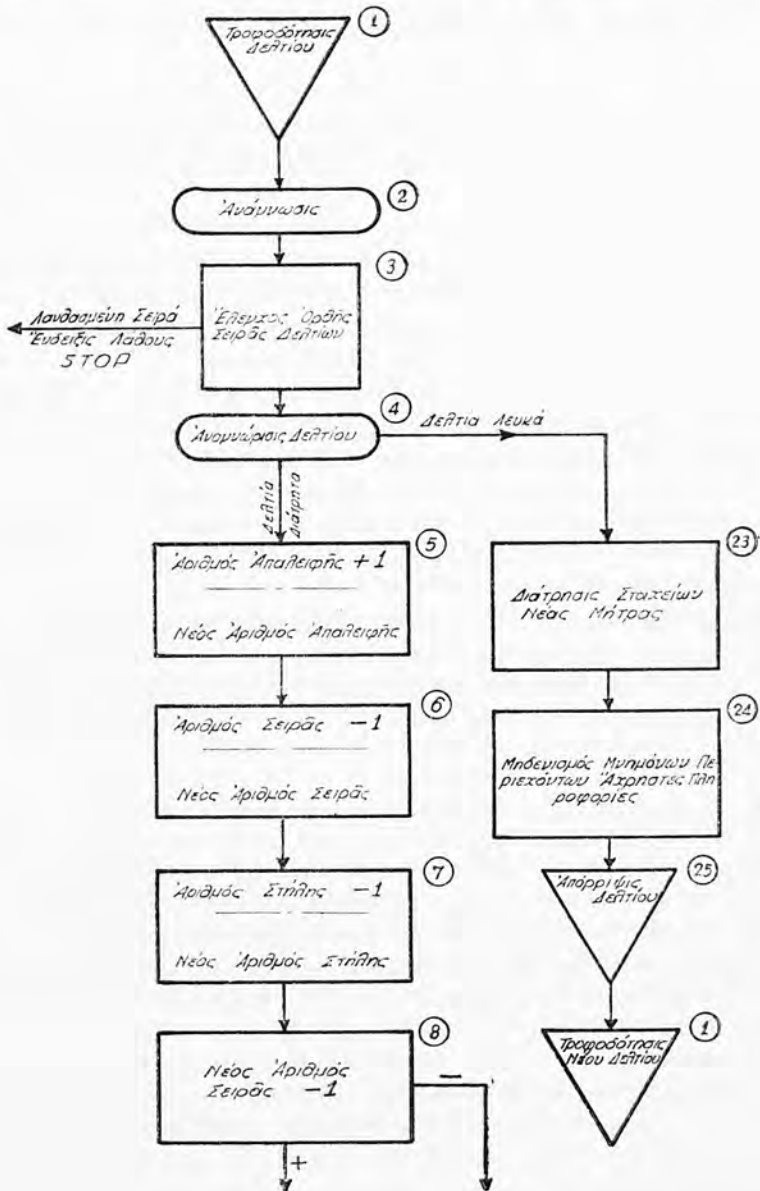 1
Τροφοδότησις
Δελτίου
2
Ἀνάγνωσις
3
Ἔλεγχος Ὀρθῆς
Σειρᾶς Δελτίων
Λανθασμένη Σειρά
Ἔνδειξις Λάθους
STOP
4
Ἀναγνώρισις Δελτίου
Δελτία Λευκά
Δελτία
Διάτρητα
5
Ἀριθμός Ἀπαλειφῆς +1
Νέος Ἀριθμός Ἀπαλειφῆς
6
Ἀριθμός Σειρᾶς -1
Νέος Ἀριθμός Σειρᾶς
7
Ἀριθμός Στήλης -1
Νέος Ἀριθμός Στήλης
8
Νέος Ἀριθμός
Σειρᾶς -1
-
+
23
Διάτρησις Στοιχείων
Νέας Μήτρας
24
Μηδενισμός Μνημόνων Πε
ριεχόντων Ἀχρηστες Πλη
ροφορίες
25
Ἀπόρριψις
Δελτίου
1
Τροφοδότησις
Νέου Δελτίου